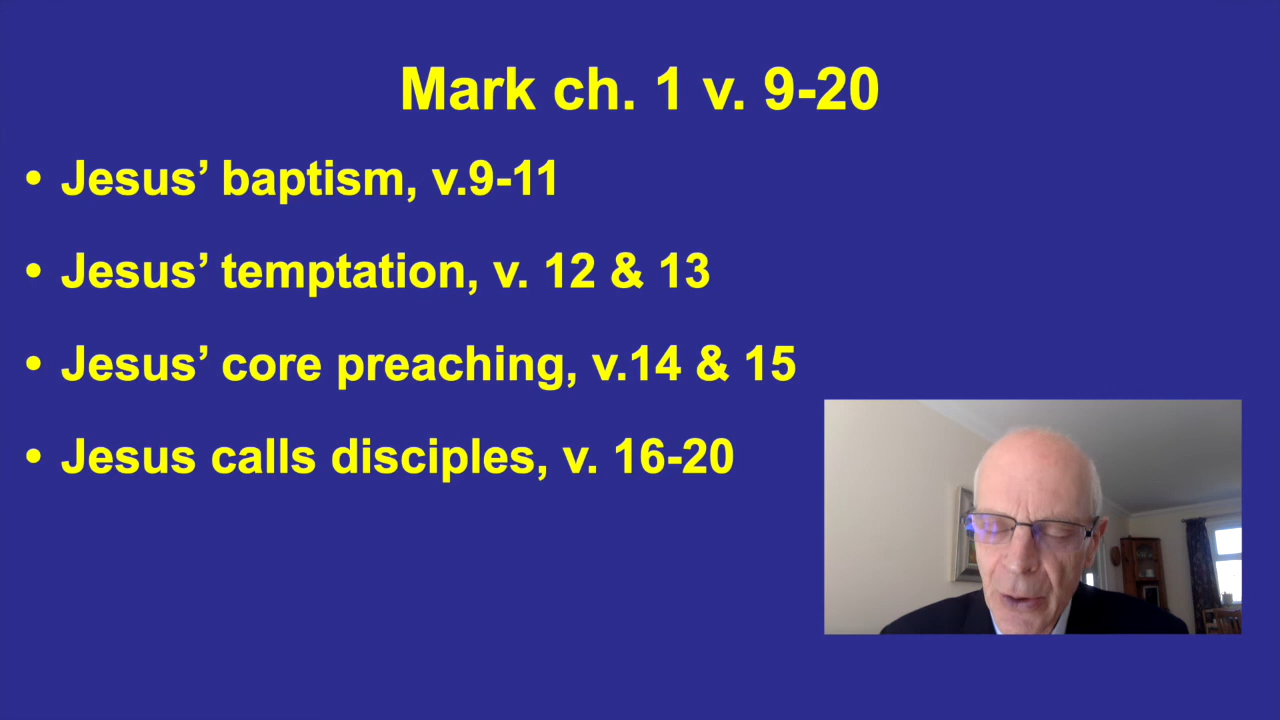 Mark ch. 1 v. 9-20
• Jesus’ baptism, v.9-11
• Jesus’ temptation, v. 12 & 13
• Jesus’ core preaching, v.14 & 15
• Jesus calls disciples, v. 16-20